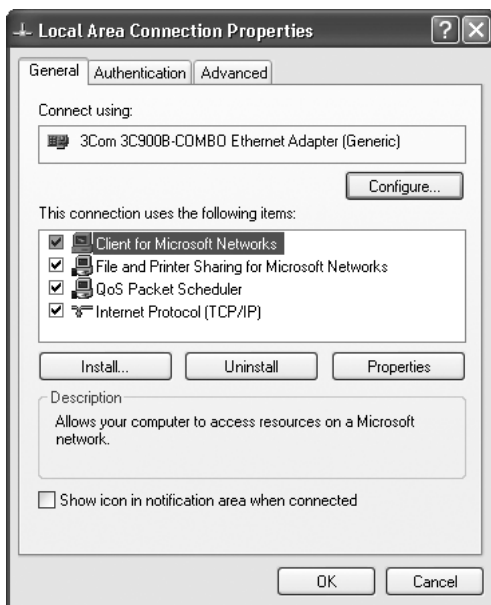 Local Area Connection Properties
General Authentication Advanced
Connect using:
3Com 3C900B-COMBO Ethernet Adapter (Generic)
Configure...
This connection uses the following items:
Client for Microsoft Networks
File and Printer Sharing for Microsoft Networks
QoS Packet Scheduler
Internet Protocol (TCP/IP)
Install... Uninstall Properties
Description
Allows your computer to access resources on a Microsoft
network.
Show icon in notification area when connected
OK Cancel